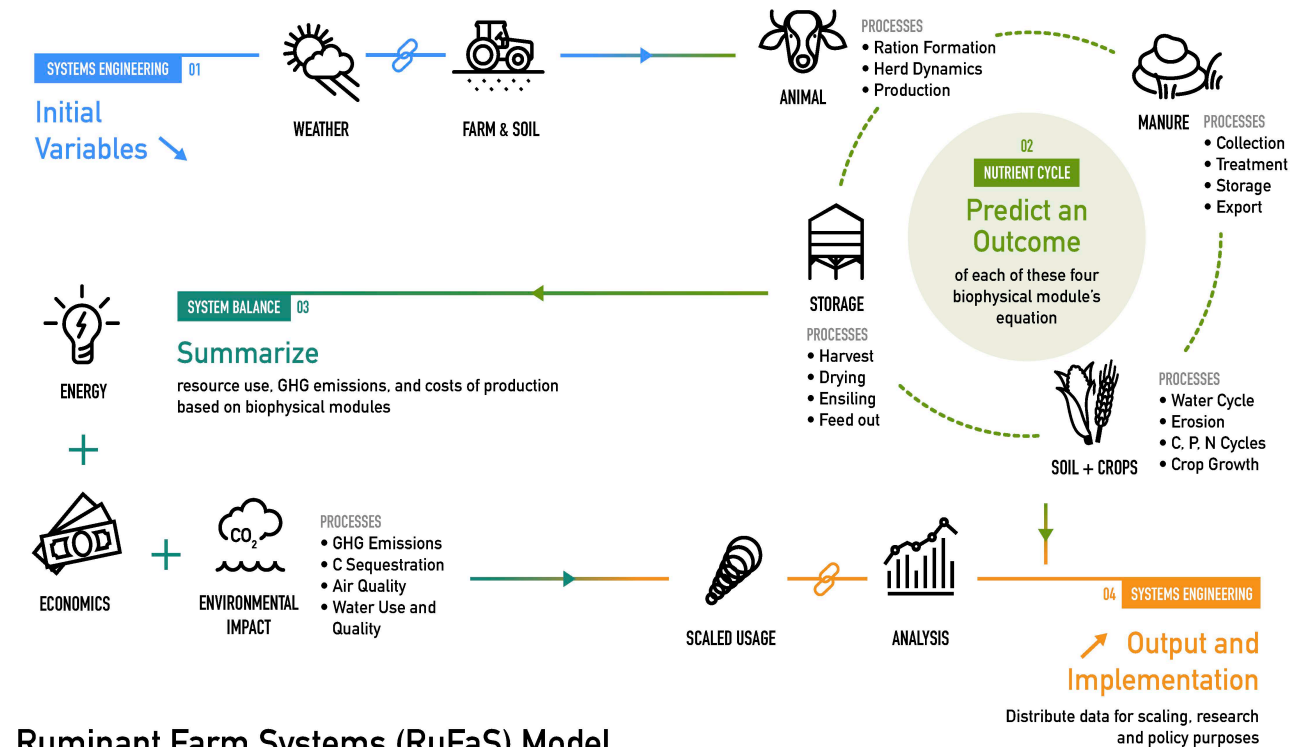 SYSTEMS ENGINEERING 01
Initial
Variables
WEATHER
FARM & SOIL
ANIMAL
PROCESSES
• Ration Formation
• Herd Dynamics
• Production
MANURE
PROCESSES
• Collection
• Treatment
• Storage
• Export
02
NUTRIENT CYCLE
Predict an
Outcome
of each of these four
biophysical module's
equation
STORAGE
PROCESSES
• Harvest
• Drying
• Ensiling
• Feed out
SOIL + CROPS
PROCESSES
• Water Cycle
• Erosion
• C, P, N Cycles
• Crop Growth
SYSTEM BALANCE 03
Summarize
resource use, GHG emissions, and costs of production
based on biophysical modules
ENERGY
+
ECONOMICS
+
CO₂
ENVIRONMENTAL
IMPACT
PROCESSES
• GHG Emissions
• C Sequestration
• Air Quality
• Water Use and
Quality
SCALED USAGE
ANALYSIS
04 SYSTEMS ENGINEERING
Output and
Implementation
Distribute data for scaling, research
and policy purposes
Ruminant Farm Systems (RuFaS) Model